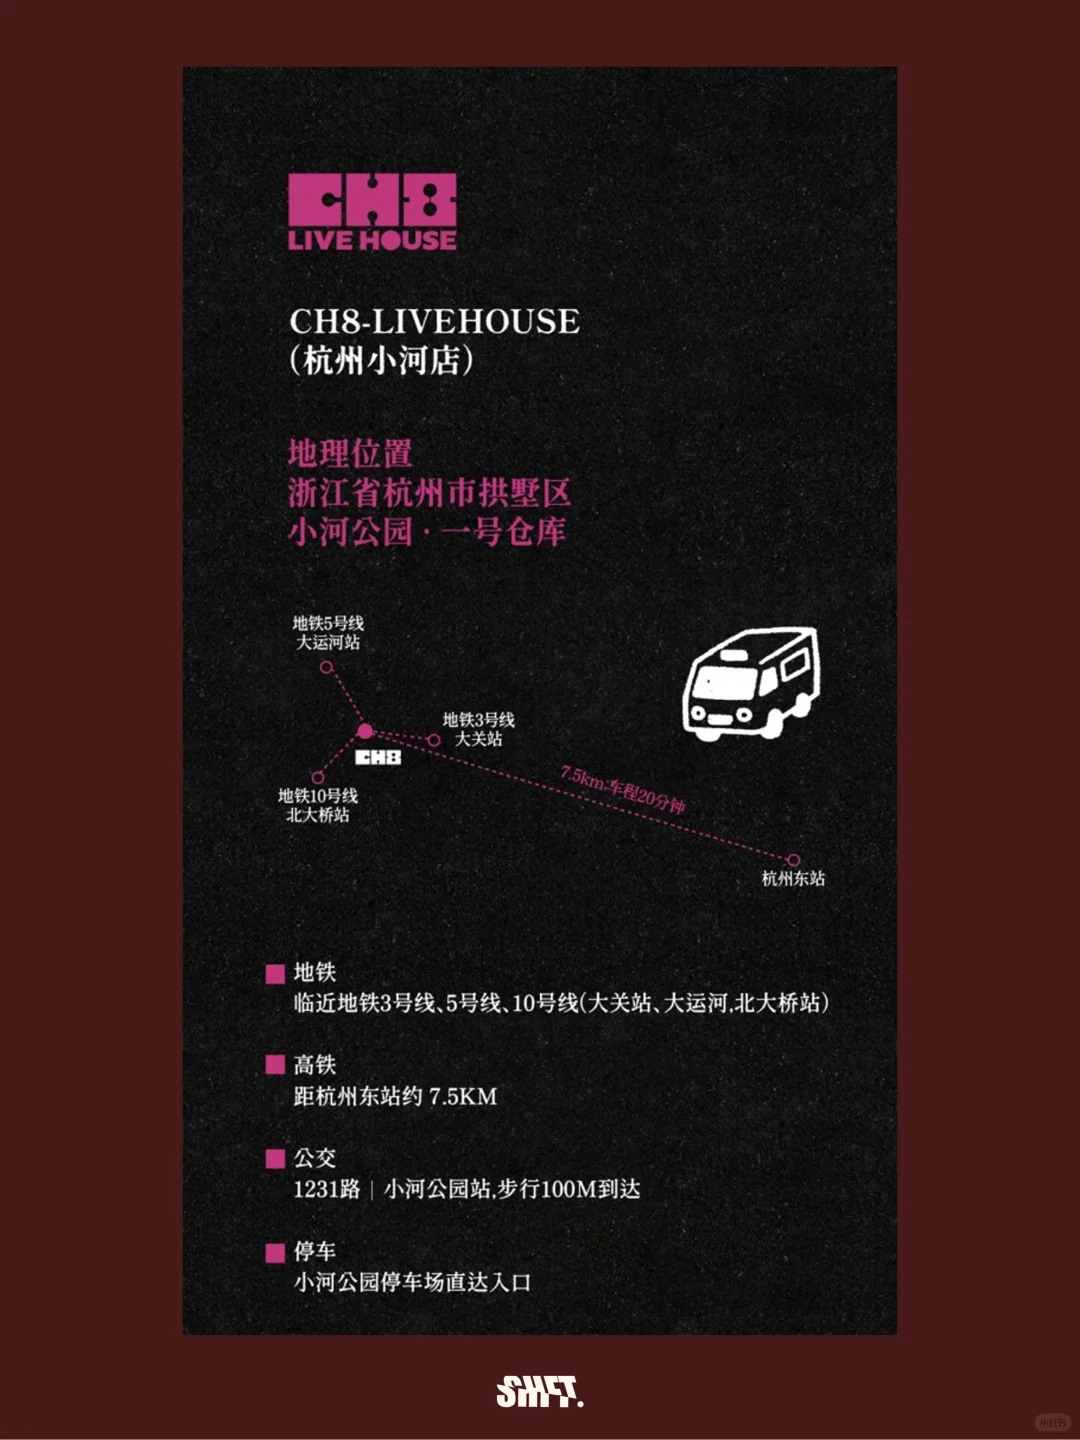 CH8
LIVE HOUSE
CH8-LIVEHOUSE
(杭州小河店)
地理位置
浙江省杭州市拱墅区
小河公园·一号仓库
地铁5号线
大运河站
地铁3号线
大关站
CH8
地铁10号线
北大桥站
7.5km,车程20分钟
杭州东站
地铁
临近地铁3号线、5号线、10号线(大关站、大运河,北大桥站)
高铁
距杭州东站约 7.5KM
公交
1231路 | 小河公园站,步行100M到达
停车
小河公园停车场直达入口
SHFT.
小红书